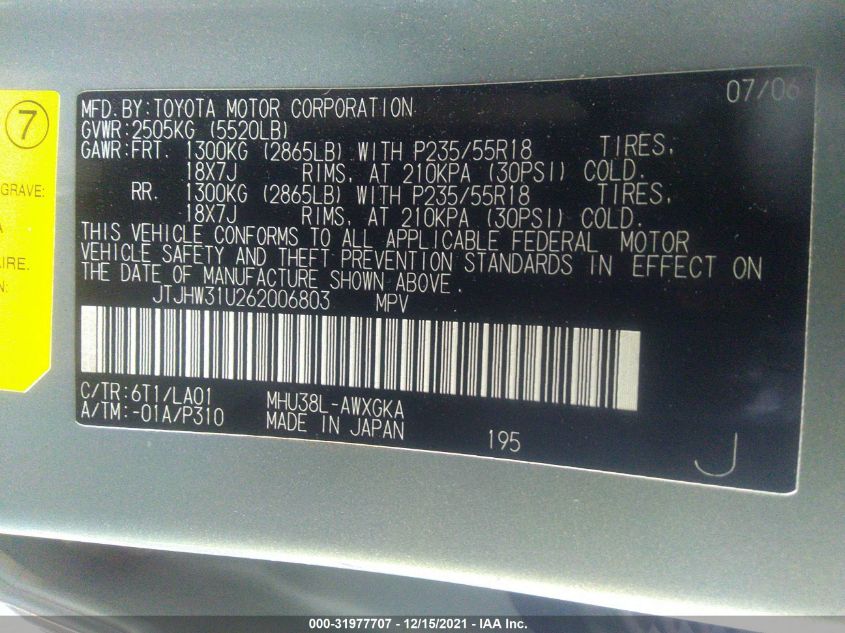 07/06
MFD.BY:TOYOTA MOTOR CORPORATION
GVWR:2505KG (5520LB)
GAWR:FRT. 1300KG (2865LB) WITH P235/55R18 TIRES,
18X7J RIMS, AT 210KPA (30PSI) COLD.
RR. 1300KG (2865LB) WITH P235/55R18 TIRES,
18X7J RIMS, AT 210KPA (30PSI) COLD.
THIS VEHICLE CONFORMS TO ALL APPLICABLE FEDERAL MOTOR
VEHICLE SAFETY AND THEFT PREVENTION STANDARDS IN EFFECT ON
THE DATE OF MANUFACTURE SHOWN ABOVE.
JTJHW31U262006803 MPV
C/TR:6T1/LA01 MHU38L-AWXGKA
A/TM:-01A/P310 MADE IN JAPAN 195
J
7
GRAVE:
A
AIRE.
N:
000-31977707 - 12/15/2021 - IAA Inc.